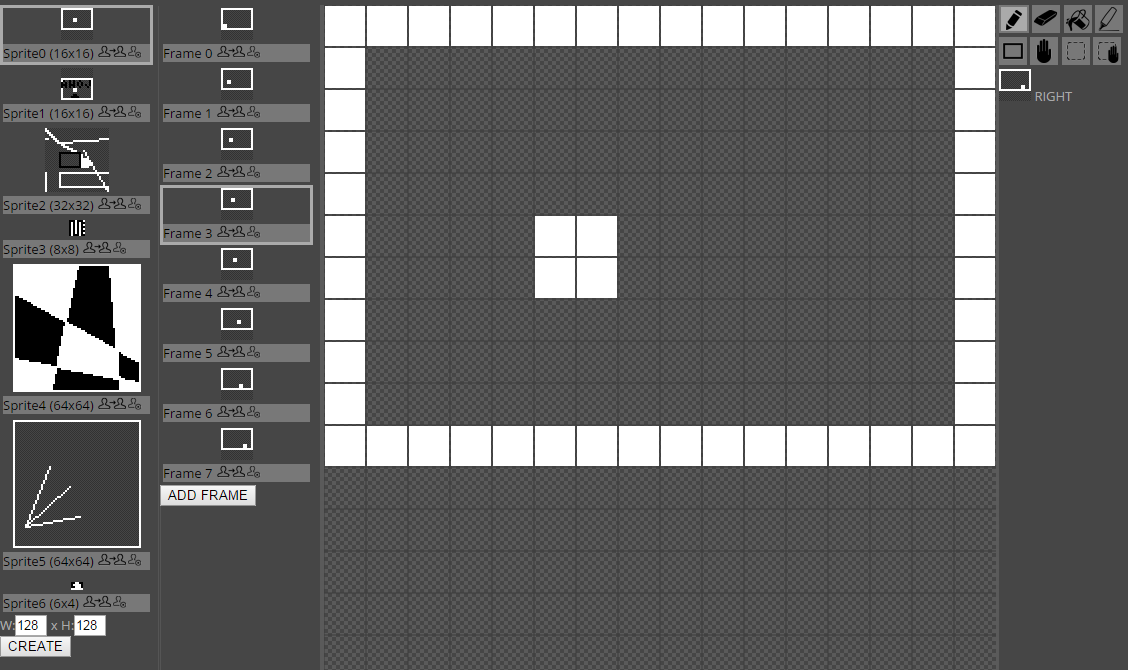 Sprite0 (16x16)
AHOJ
Sprite1 (16x16)
Sprite2 (32x32)
Sprite3 (8x8)
Sprite4 (64x64)
Sprite5 (64x64)
Sprite6 (6x4)
W: 128 x H: 128
CREATE
Frame 0
Frame 1
Frame 2
Frame 3
Frame 4
Frame 5
Frame 6
Frame 7
ADD FRAME
RIGHT